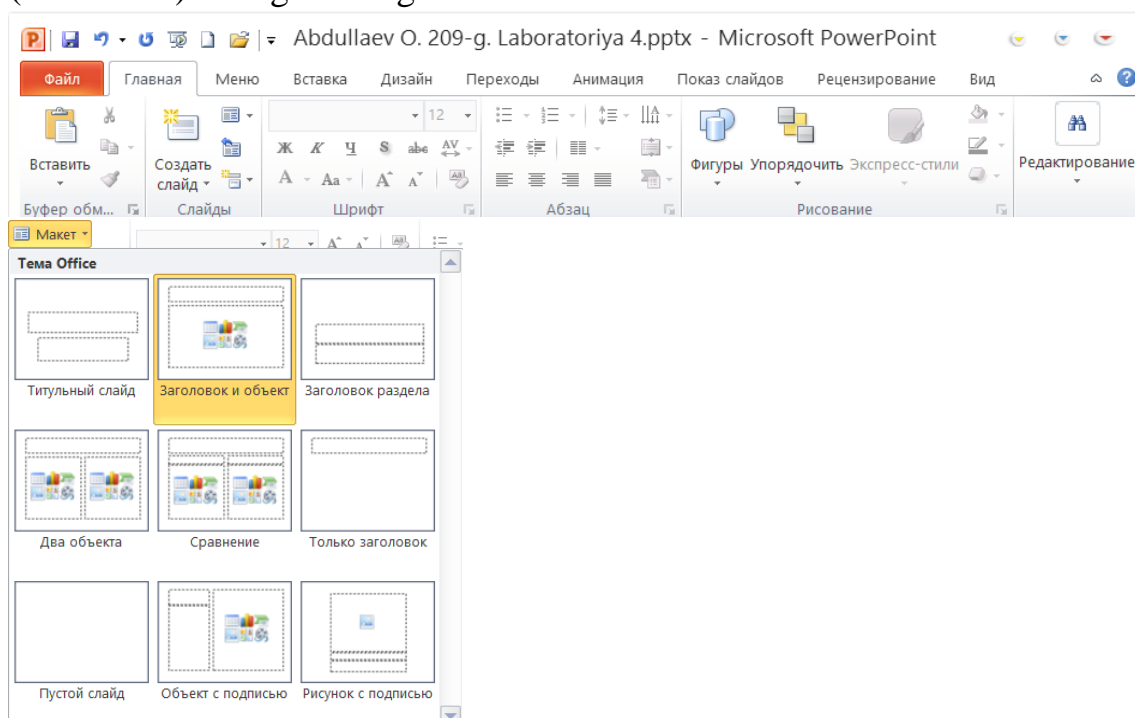 Abdullaev O. 209-g. Laboratoriya 4.pptx - Microsoft PowerPoint
Файл Главная Меню Вставка Дизайн Переходы Анимация Показ слайдов Рецензирование Вид
12
Вставить Создать слайд Ж К Ч S abc AV Фигуры Упорядочить Экспресс-стили Редактирование
A Aa A A
Буфер обм... Слайды Шрифт Абзац Рисование
Макет 12 A A
Тема Office
Титульный слайд Заголовок и объект Заголовок раздела
Два объекта Сравнение Только заголовок
Пустой слайд Объект с подписью Рисунок с подписью